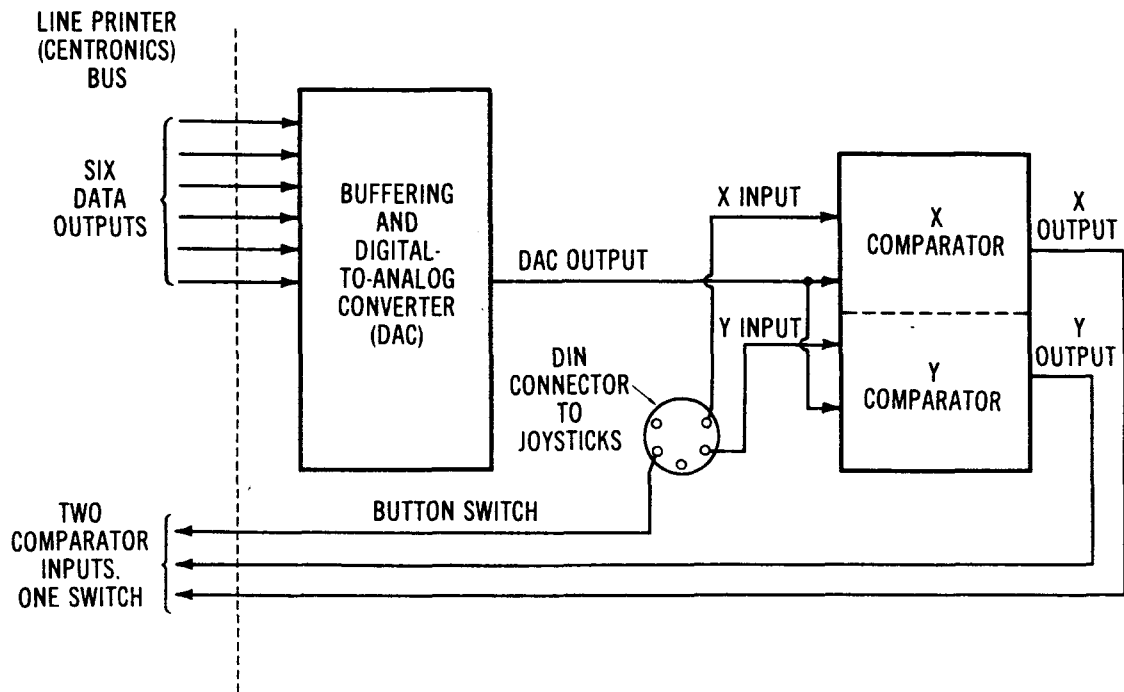 LINE PRINTER
(CENTRONICS)
BUS
SIX
DATA
OUTPUTS
BUFFERING
AND
DIGITAL-
TO-ANALOG
CONVERTER
(DAC)
DAC OUTPUT
X INPUT
Y INPUT
DIN
CONNECTOR
TO
JOYSTICKS
X
COMPARATOR
Y
COMPARATOR
X
OUTPUT
Y
OUTPUT
BUTTON SWITCH
TWO
COMPARATOR
INPUTS.
ONE SWITCH